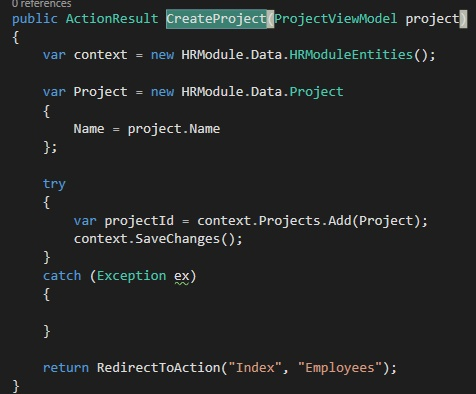 0 references
public ActionResult CreateProject(ProjectViewModel project)
{
    var context = new HRModule.Data.HRModuleEntities();
    var Project = new HRModule.Data.Project
    {
        Name = project.Name
    };
    try
    {
        var projectId = context.Projects.Add(Project);
        context.SaveChanges();
    }
    catch (Exception ex)
    {
    }
    return RedirectToAction("Index", "Employees");
}